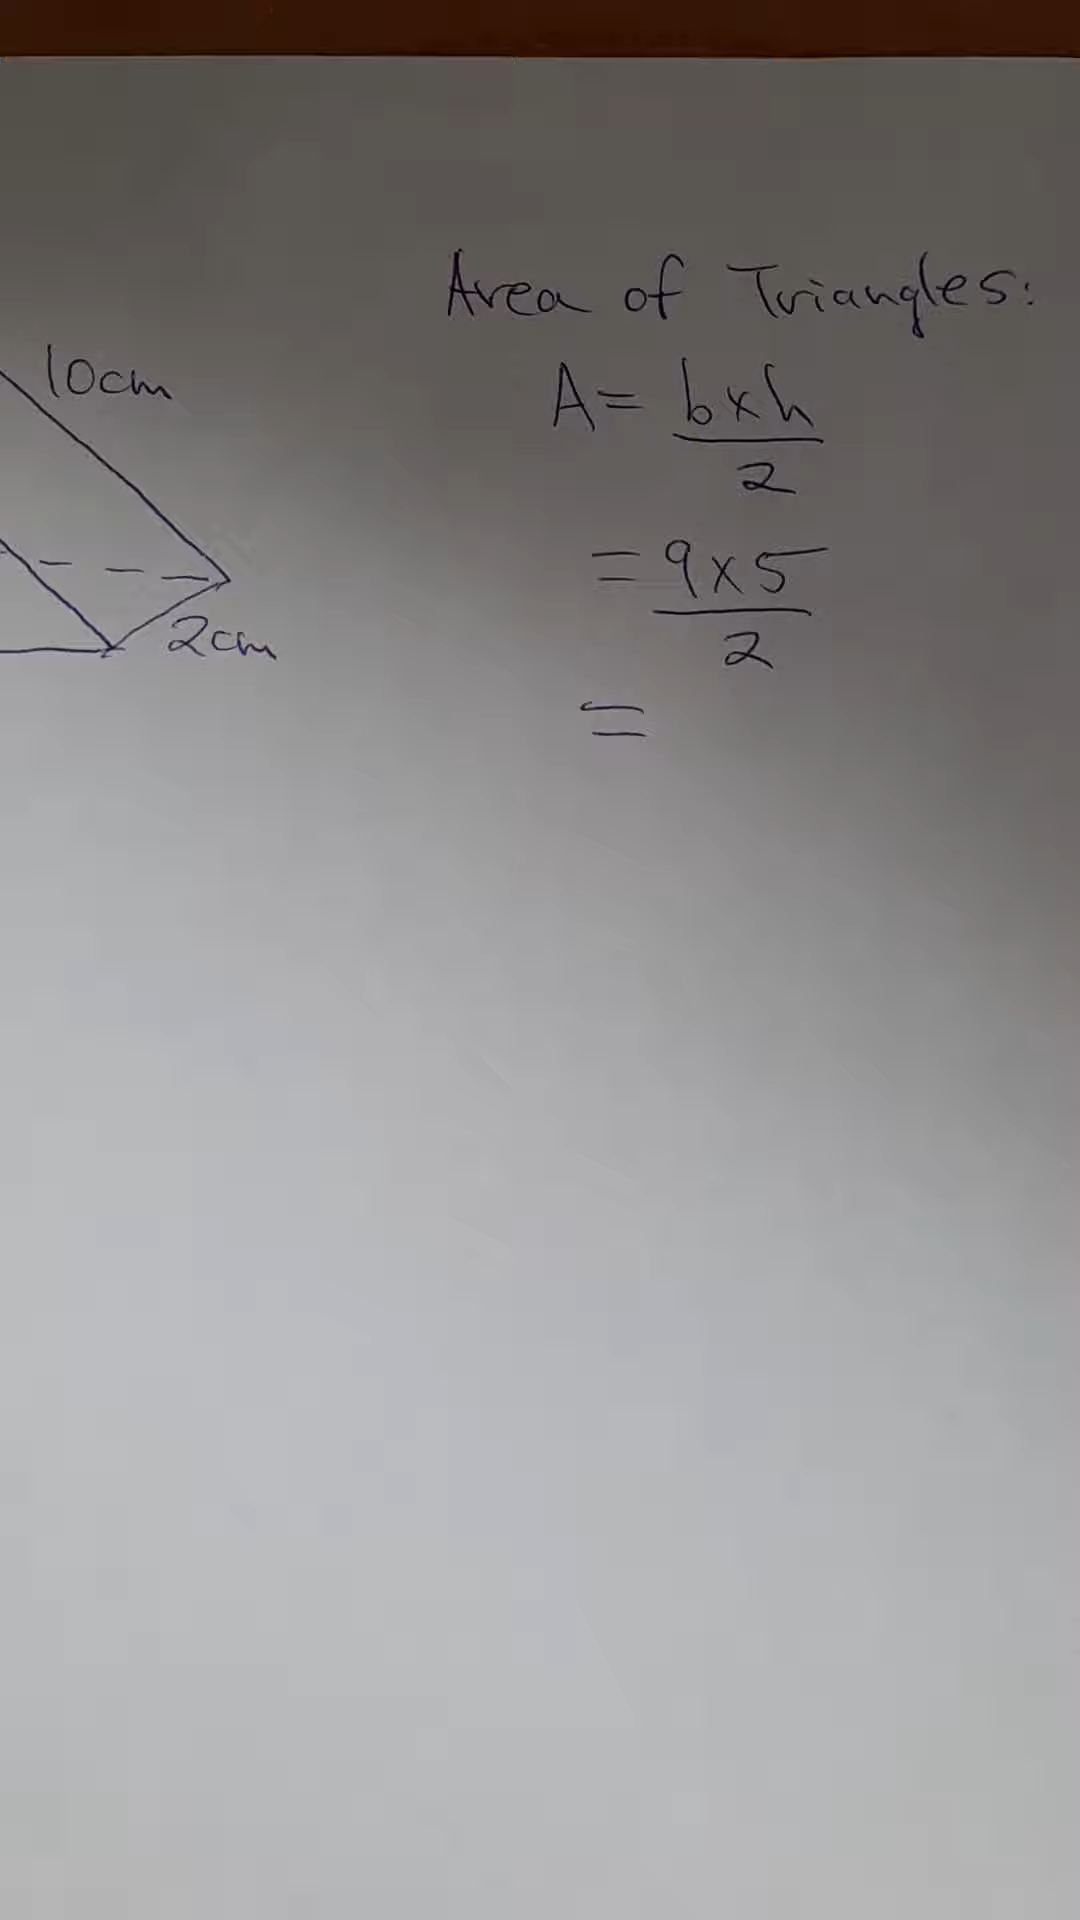 Area of Triangles:
10cm
A = b x h
2
= 9 x 5
2
2cm
=